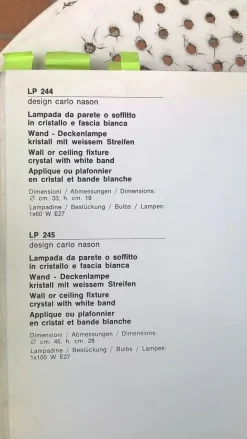 LP 244
design carlo nason
Lampada da parete o soffitto
in cristallo e fascia bianca
Wand - Deckenlampe
kristall mit weissem Streifen
Wall or ceiling fixture
crystal with white band
Applique ou plafonnier
en cristal et bande blanche
Dimensioni / Abmessungen / Dimensions:
∅ cm. 33, h. cm. 19
Lampadine / Bestückung / Bulbs / Lampes:
1x60 W E27
LP 245
design carlo nason
Lampada da parete o soffitto
in cristallo e fascia bianca
Wand - Deckenlampe
kristall mit weissem Streifen
Wall or ceiling fixture
crystal with white band
Applique ou plafonnier
en cristal et bande blanche
Dimensioni / Abmessungen / Dimensions:
∅ cm. 45, h. cm. 28
Lampadine / Bestückung / Bulbs / Lampes:
1x100 W E27